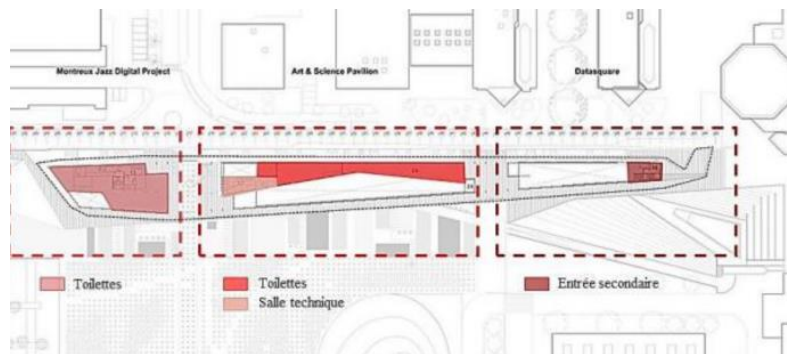 Montreux Jazz Digital Project
Art & Science Pavilion
Datasquare
Toilettes
Toilettes
Salle technique
Entrée secondaire